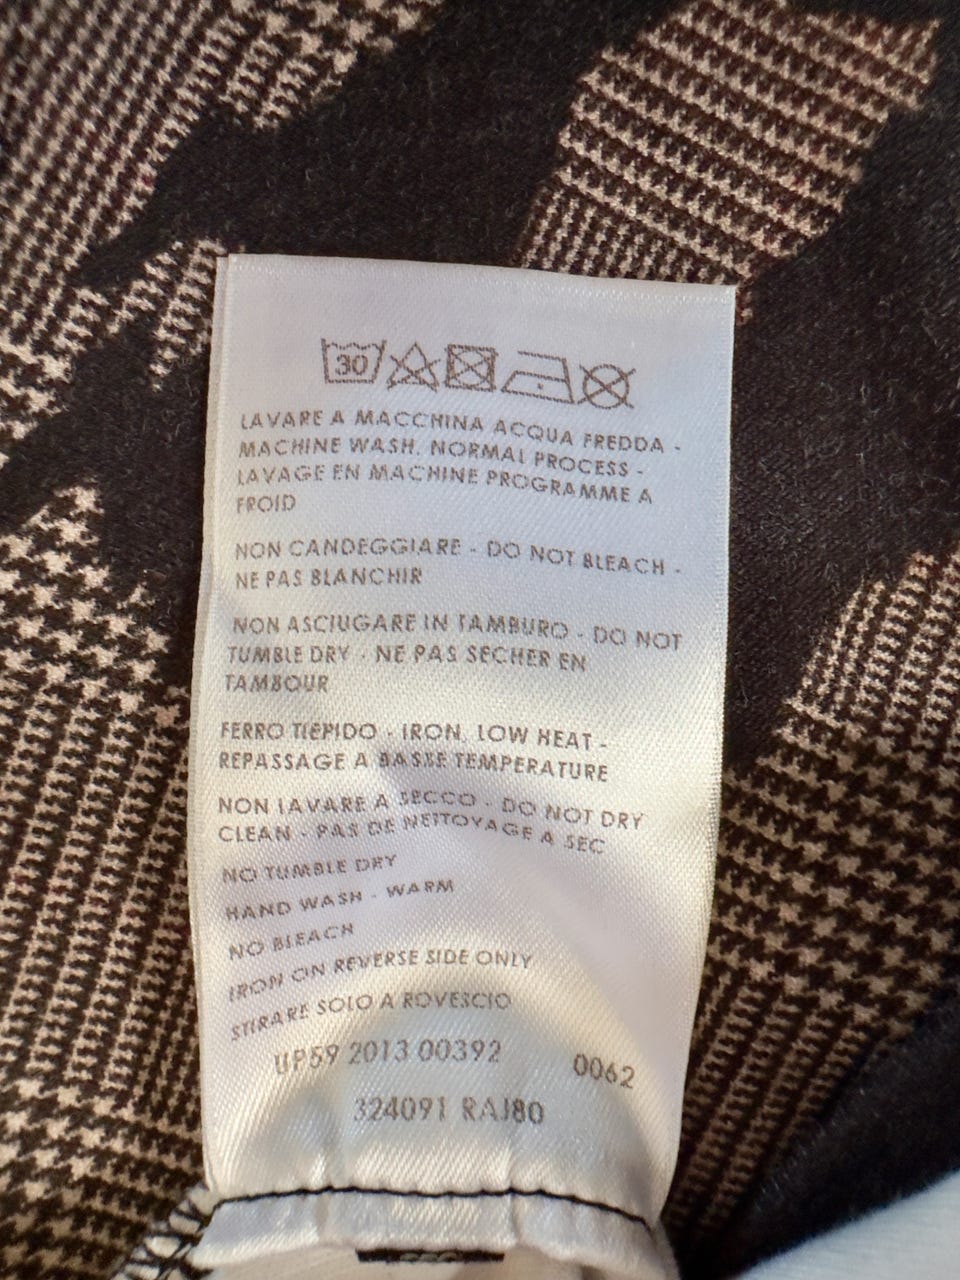 30
LAVARE A MACCHINA ACQUA FREDDA -
MACHINE WASH, NORMAL PROCESS -
LAVAGE EN MACHINE PROGRAMME A
FROID
NON CANDEGGIARE - DO NOT BLEACH -
NE PAS BLANCHIR
NON ASCIUGARE IN TAMBURO - DO NOT
TUMBLE DRY - NE PAS SECHER EN
TAMBOUR
FERRO TIEPIDO - IRON, LOW HEAT -
REPASSAGE A BASSE TEMPERATURE
NON LAVARE A SECCO - DO NOT DRY
CLEAN - PAS DE NETTOYAGE A SEC
NO TUMBLE DRY
HAND WASH - WARM
NO BLEACH
IRON ON REVERSE SIDE ONLY
STIRARE SOLO A ROVESCIO
UP59 2013 00392 0062
324091 RAJ80